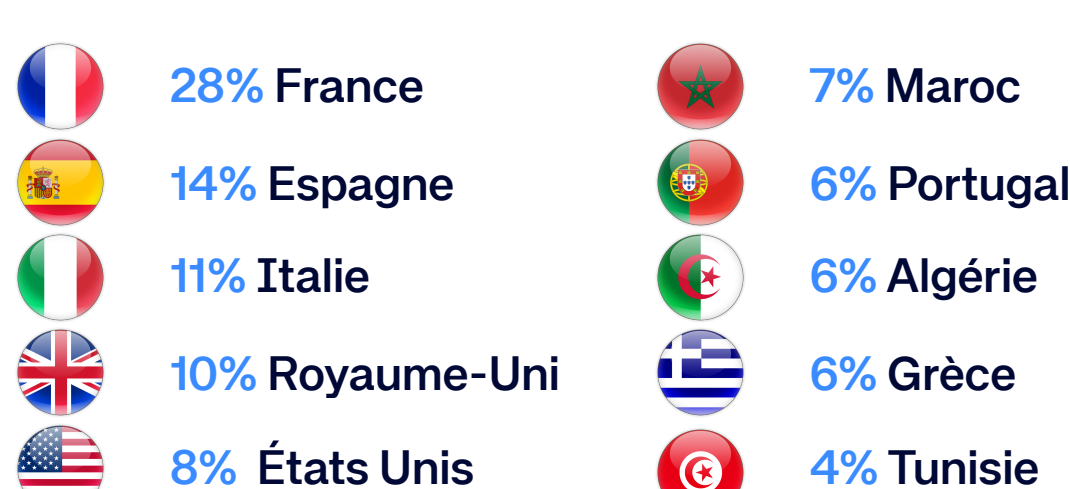 28% France
14% Espagne
11% Italie
10% Royaume-Uni
8% États Unis
7% Maroc
6% Portugal
6% Algérie
6% Grèce
4% Tunisie